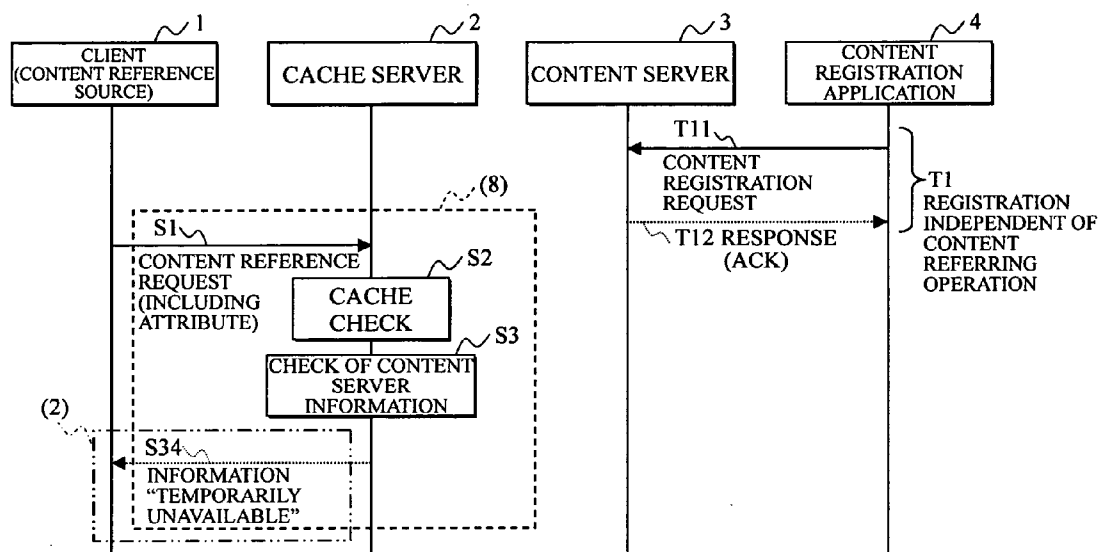 1
CLIENT
(CONTENT REFERENCE
SOURCE)
2
CACHE SERVER
3
CONTENT SERVER
4
CONTENT
REGISTRATION
APPLICATION
T11
CONTENT
REGISTRATION
REQUEST
T12 RESPONSE
(ACK)
T1
REGISTRATION
INDEPENDENT OF
CONTENT
REFERRING
OPERATION
(8)
S1
CONTENT REFERENCE
REQUEST
(INCLUDING
ATTRIBUTE)
S2
CACHE
CHECK
S3
CHECK OF CONTENT
SERVER
INFORMATION
(2)
S34
INFORMATION
“TEMPORARILY
UNAVAILABLE”